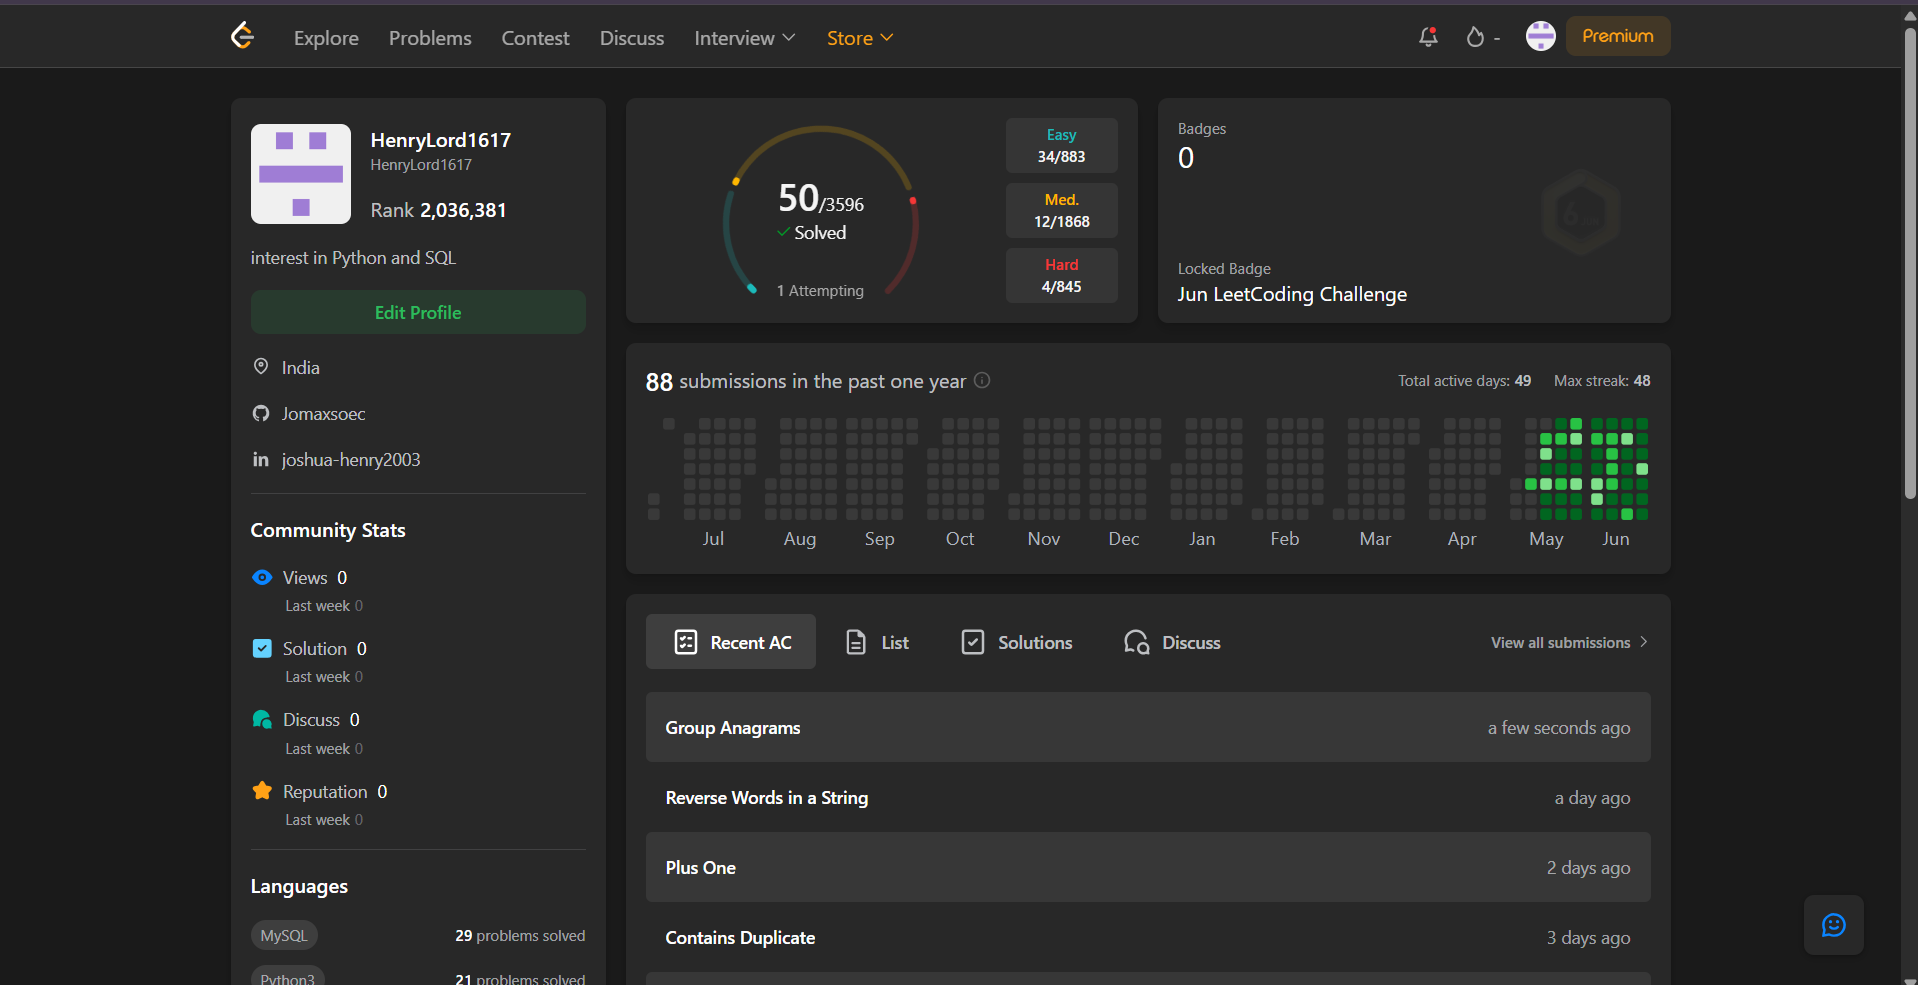 Explore Problems Contest Discuss Interview Store - Premium
HenryLord1617
HenryLord1617
Rank 2,036,381
interest in Python and SQL
Edit Profile
India
Jomaxsoec
joshua-henry2003
Community Stats
Views 0
Last week 0
Solution 0
Last week 0
Discuss 0
Last week 0
Reputation 0
Last week 0
Languages
MySQL 29 problems solved
Python3 21 problems solved
50/3596
Solved
1 Attempting
Easy
34/883
Med.
12/1868
Hard
4/845
Badges
0
Locked Badge
Jun LeetCoding Challenge
88 submissions in the past one year Total active days: 49 Max streak: 48
Jul Aug Sep Oct Nov Dec Jan Feb Mar Apr May Jun
Recent AC List Solutions Discuss View all submissions
Group Anagrams a few seconds ago
Reverse Words in a String a day ago
Plus One 2 days ago
Contains Duplicate 3 days ago